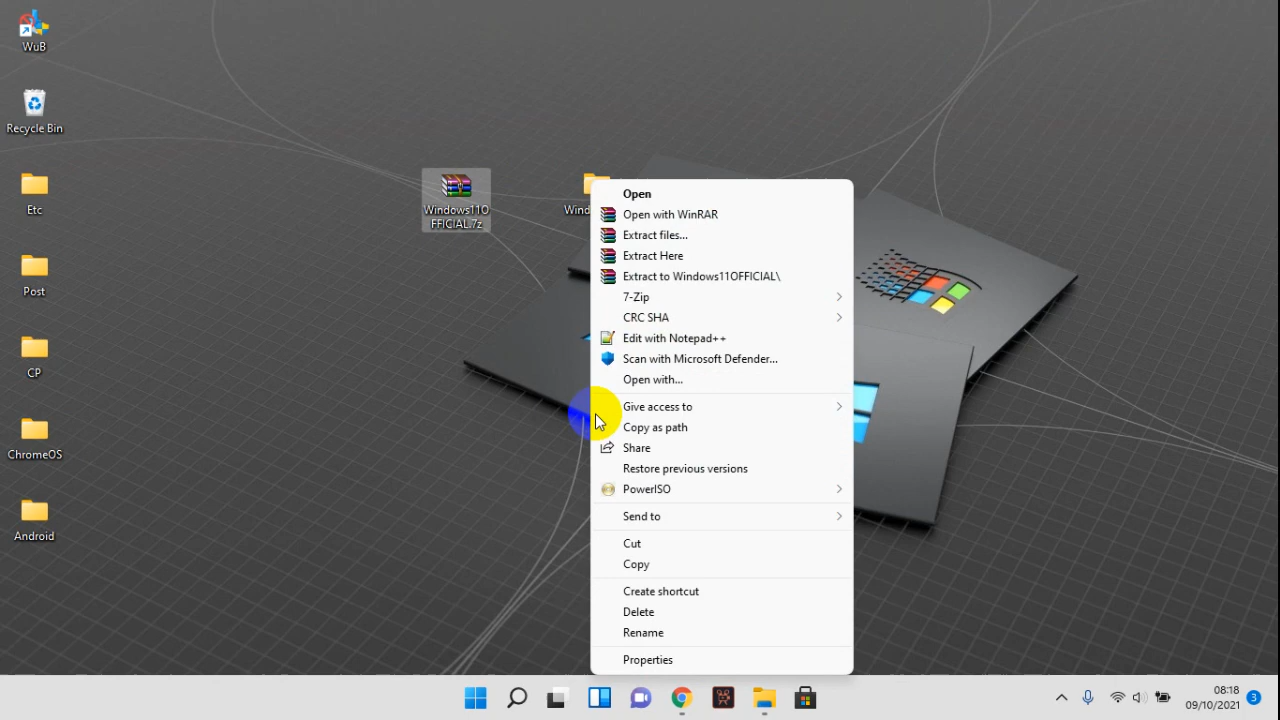 WuB
Recycle Bin
Etc
Post
CP
ChromeOS
Android
Windows11O
FFICIAL.7z
Wind
Open
Open with WinRAR
Extract files...
Extract Here
Extract to Windows11OFFICIAL\
7-Zip
CRC SHA
Edit with Notepad++
Scan with Microsoft Defender...
Open with...
Give access to
Copy as path
Share
Restore previous versions
PowerISO
Send to
Cut
Copy
Create shortcut
Delete
Rename
Properties
08:18
09/10/2021
3